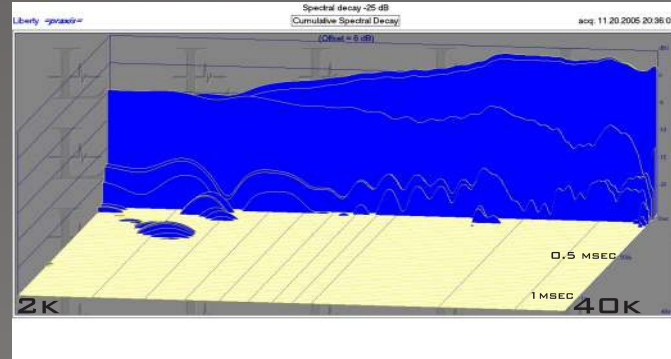 Spectral decay -25 dB
Liberty -praxis-
Cumulative Spectral Decay
acq: 11.20.2005 20:36:0
(Offset = 6 dB)
0.5 MSEC
1 MSEC
2K
40K